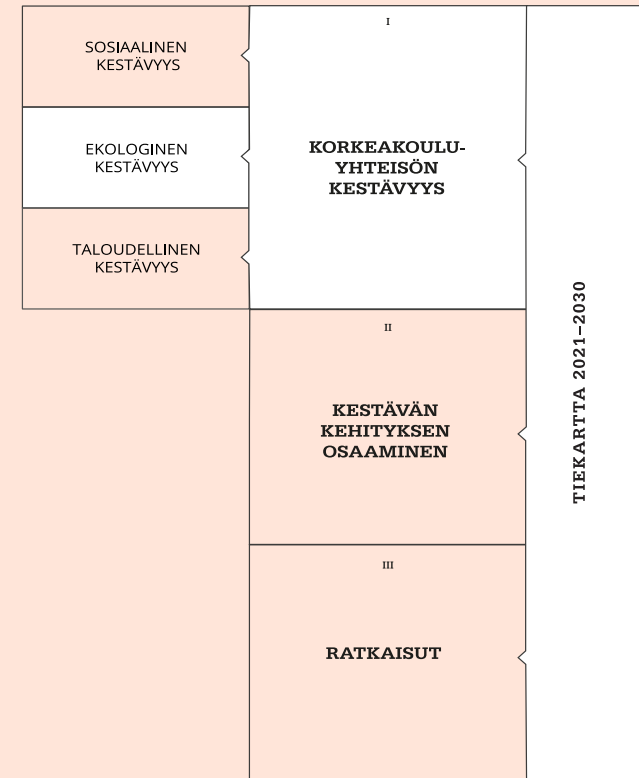 SOSIAALINEN
KESTÄVYYS
EKOLOGINEN
KESTÄVYYS
TALOUDELLINEN
KESTÄVYYS
I
KORKEAKOULU-
YHTEISÖN
KESTÄVYYS
II
KESTÄVÄN
KEHITYKSEN
OSAAMINEN
III
RATKAISUT
TIEKARTTA 2021–2030